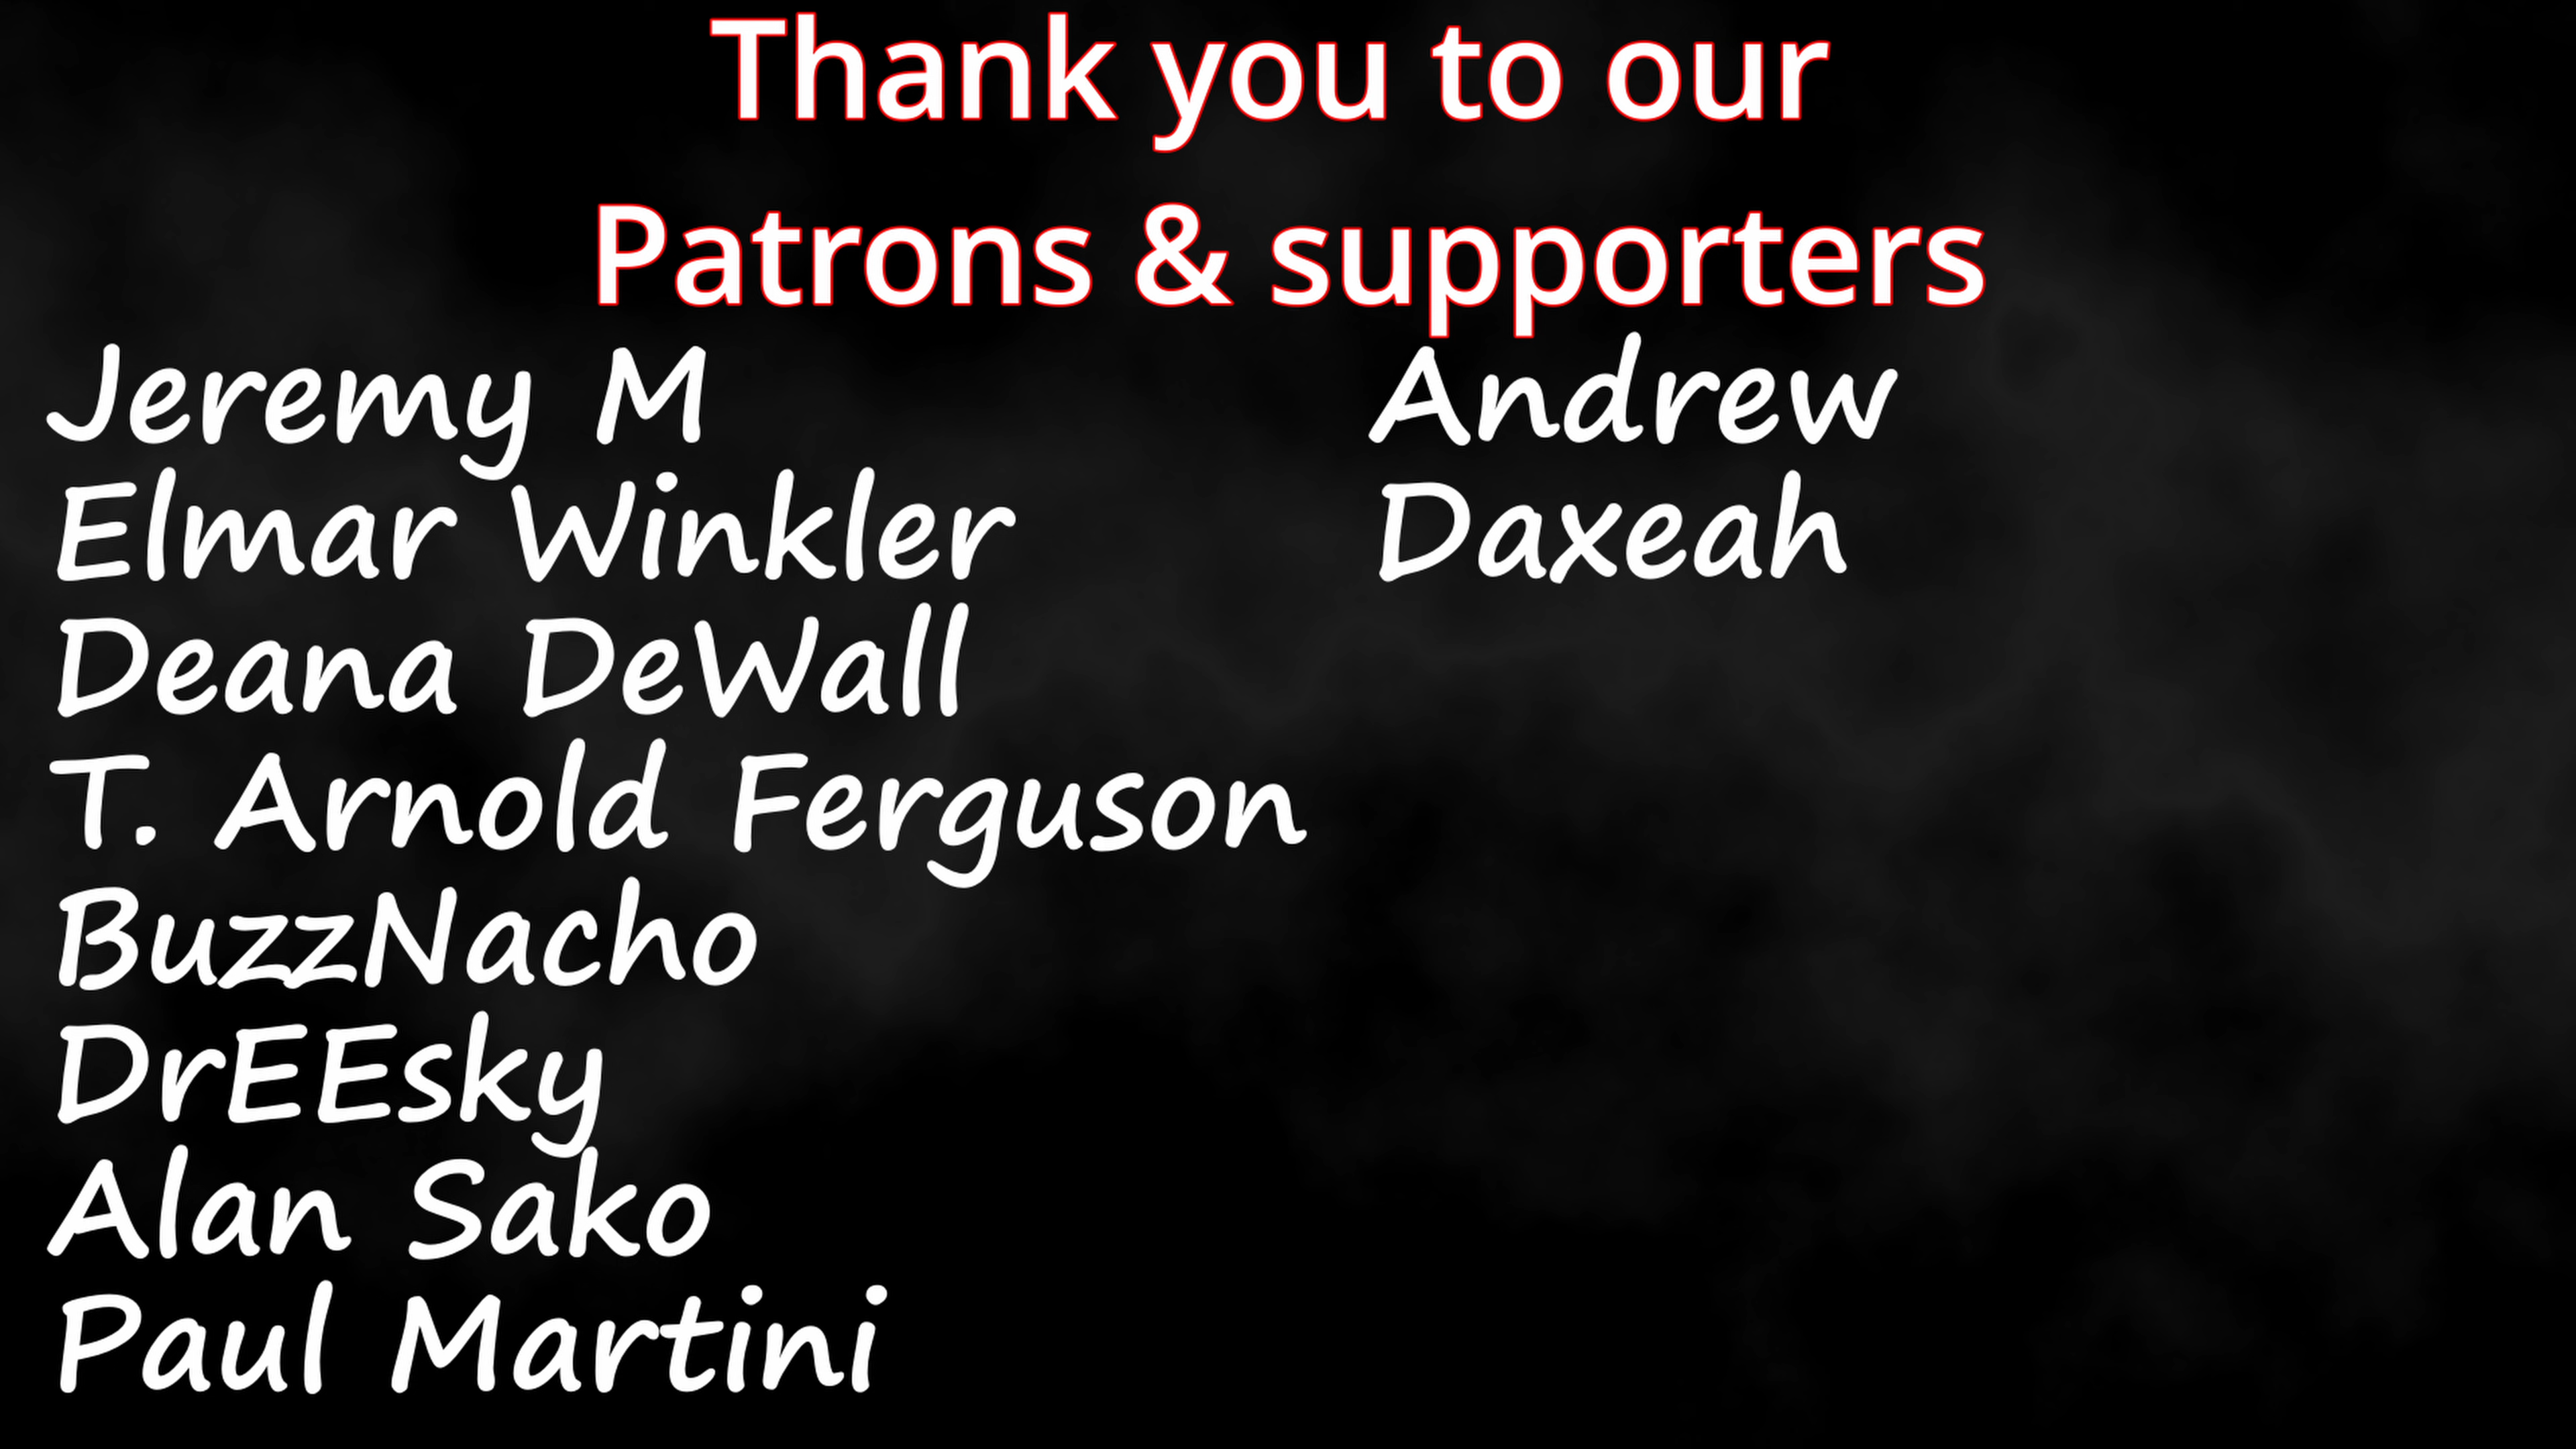 Thank you to our
Patrons & supporters
Jeremy M
Elmar Winkler
Deana DeWall
T. Arnold Ferguson
BuzzNacho
DrEEsky
Alan Sako
Paul Martini
Andrew
Daxeah